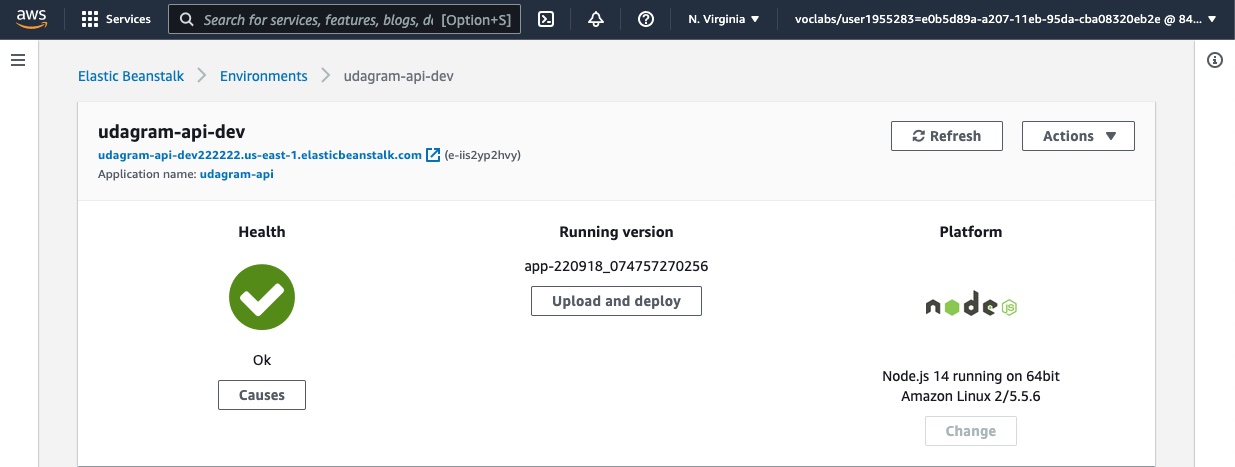 aws Services Search for services, features, blogs, d [Option+S] N. Virginia voclabs/user1955283=e0b5d89a-a207-11eb-95da-cba08320eb2e @ 84...
Elastic Beanstalk Environments udagram-api-dev
udagram-api-dev
Refresh Actions
udagram-api-dev222222.us-east-1.elasticbeanstalk.com (e-iis2yp2hvy)
Application name: udagram-api
Health Running version Platform
app-220918_074757270256
Upload and deploy
node JS
Ok
Causes
Node.js 14 running on 64bit
Amazon Linux 2/5.5.6
Change